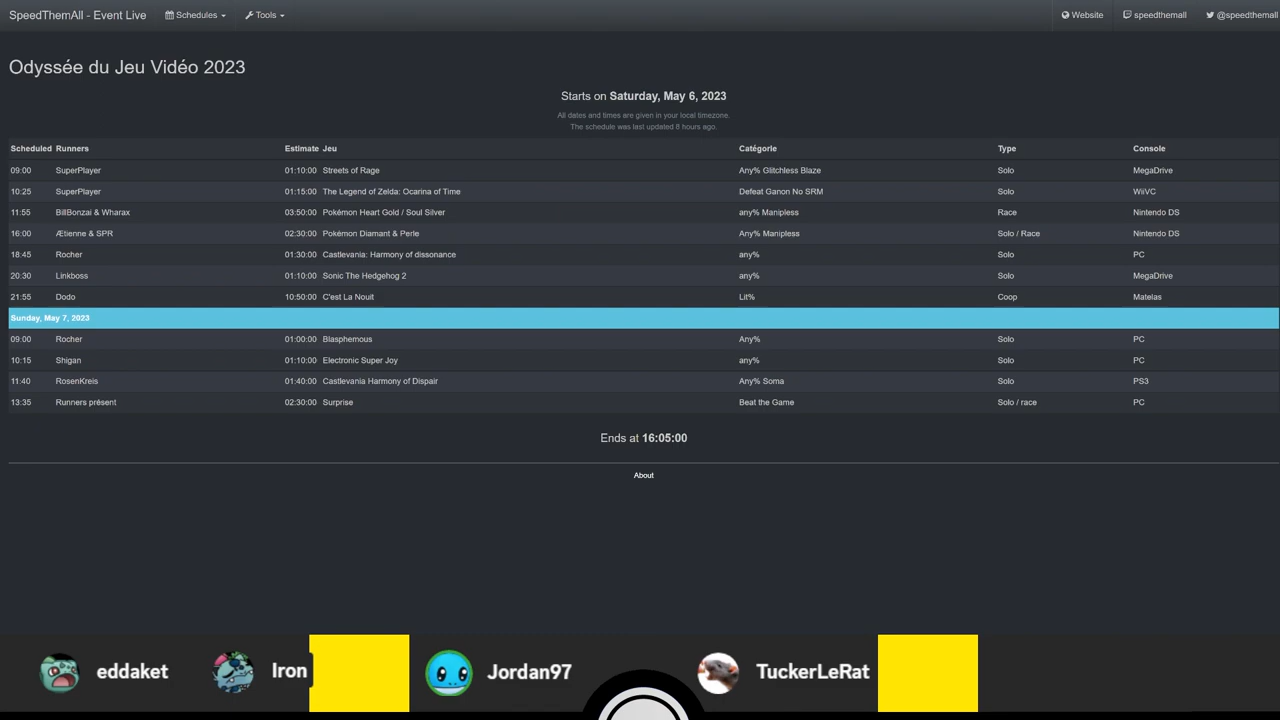 SpeedThemAll - Event Live Schedules Tools Website speedthemall @speedthemall
Odyssée du Jeu Vidéo 2023
Starts on Saturday, May 6, 2023
All dates and times are given in your local timezone.
The schedule was last updated 8 hours ago.
Scheduled Runners Estimate Jeu Catégorie Type Console
09:00 SuperPlayer 01:10:00 Streets of Rage Any% Glitchless Blaze Solo MegaDrive
10:25 SuperPlayer 01:15:00 The Legend of Zelda: Ocarina of Time Defeat Ganon No SRM Solo WiiVC
11:55 BillBonzai & Wharax 03:50:00 Pokémon Heart Gold / Soul Silver any% Manipless Race Nintendo DS
16:00 Ætienne & SPR 02:30:00 Pokémon Diamant & Perle Any% Manipless Solo / Race Nintendo DS
18:45 Rocher 01:30:00 Castlevania: Harmony of dissonance any% Solo PC
20:30 Linkboss 01:10:00 Sonic The Hedgehog 2 any% Solo MegaDrive
21:55 Dodo 10:50:00 C'est La Nouit Lit% Coop Matelas
Sunday, May 7, 2023
09:00 Rocher 01:00:00 Blasphemous Any% Solo PC
10:15 Shigan 01:10:00 Electronic Super Joy any% Solo PC
11:40 RosenKreis 01:40:00 Castlevania Harmony of Dispair Any% Soma Solo PS3
13:35 Runners présent 02:30:00 Surprise Beat the Game Solo / race PC
Ends at 16:05:00
About
eddaket Iron Jordan97 TuckerLeRat